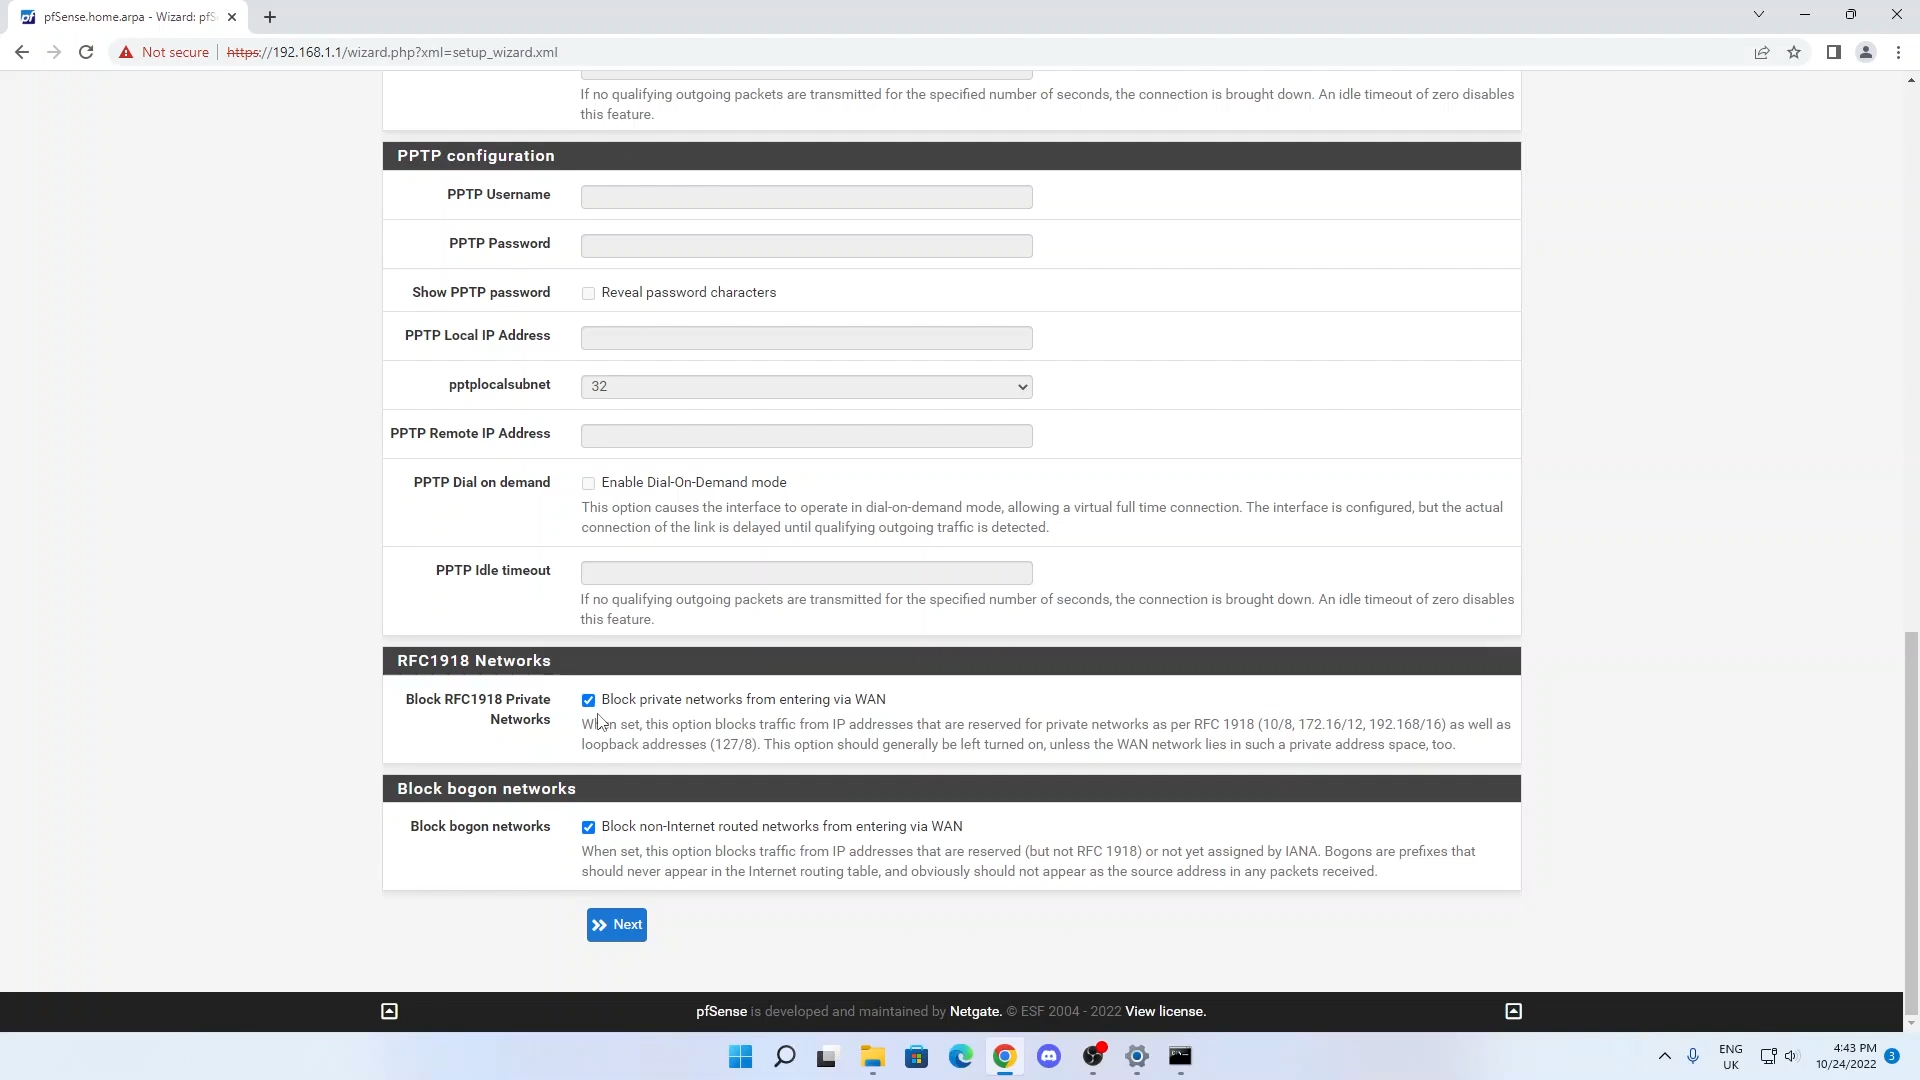 pfSense.home.arpa - Wizard: pfS
Not secure
https://192.168.1.1/wizard.php?xml=setup_wizard.xml
If no qualifying outgoing packets are transmitted for the specified number of seconds, the connection is brought down. An idle timeout of zero disables
this feature.
PPTP configuration
PPTP Username
PPTP Password
Show PPTP password
Reveal password characters
PPTP Local IP Address
pptplocalsubnet
32
PPTP Remote IP Address
PPTP Dial on demand
Enable Dial-On-Demand mode
This option causes the interface to operate in dial-on-demand mode, allowing a virtual full time connection. The interface is configured, but the actual
connection of the link is delayed until qualifying outgoing traffic is detected.
PPTP Idle timeout
If no qualifying outgoing packets are transmitted for the specified number of seconds, the connection is brought down. An idle timeout of zero disables
this feature.
RFC1918 Networks
Block RFC1918 Private
Networks
Block private networks from entering via WAN
When set, this option blocks traffic from IP addresses that are reserved for private networks as per RFC 1918 (10/8, 172.16/12, 192.168/16) as well as
loopback addresses (127/8). This option should generally be left turned on, unless the WAN network lies in such a private address space, too.
Block bogon networks
Block bogon networks
Block non-Internet routed networks from entering via WAN
When set, this option blocks traffic from IP addresses that are reserved (but not RFC 1918) or not yet assigned by IANA. Bogons are prefixes that
should never appear in the Internet routing table, and obviously should not appear as the source address in any packets received.
Next
pfSense is developed and maintained by Netgate. © ESF 2004 - 2022 View license.
ENG
UK
4:43 PM
10/24/2022
3